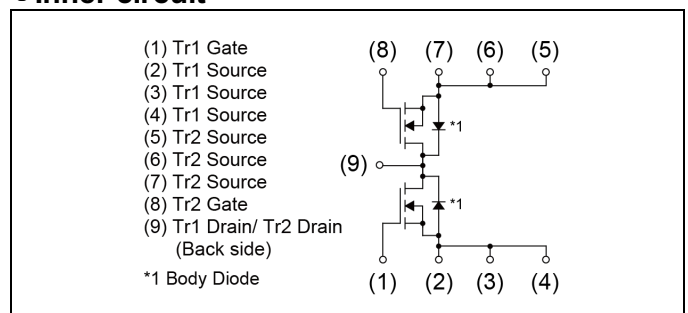 (1) Tr1 Gate
(2) Tr1 Source
(3) Tr1 Source
(4) Tr1 Source
(5) Tr2 Source
(6) Tr2 Source
(7) Tr2 Source
(8) Tr2 Gate
(9) Tr1 Drain/ Tr2 Drain
(Back side)
*1 Body Diode
(8) (7) (6) (5)
*1
(9)
*1
(1) (2) (3) (4)